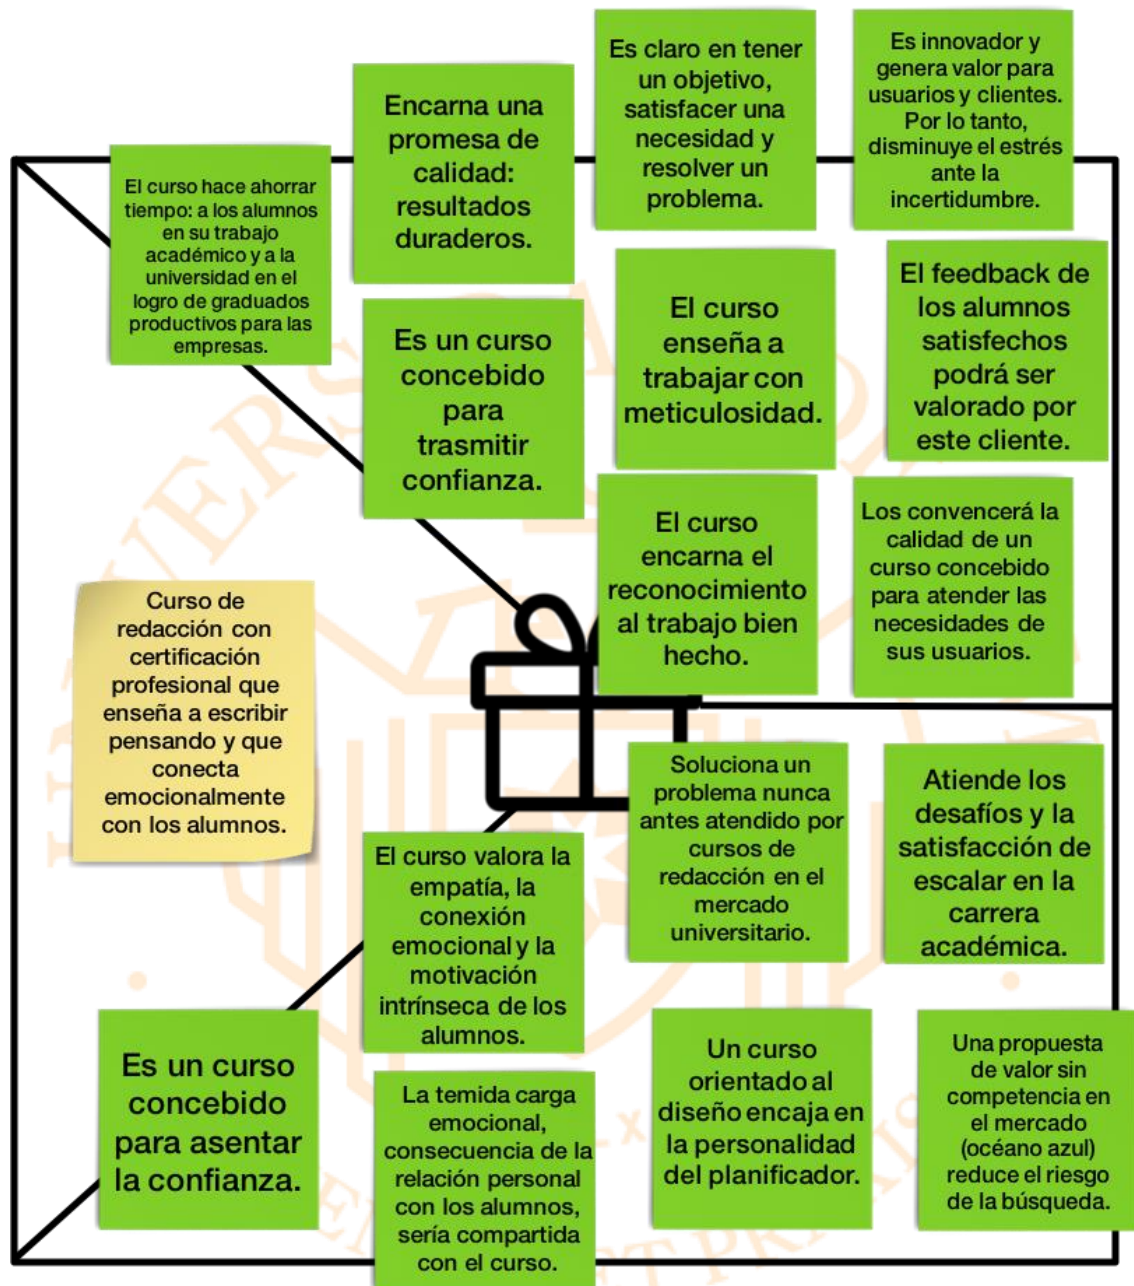 Es claro en tener
un objetivo,
satisfacer una
necesidad y
resolver un
problema.
Es innovador y
genera valor para
usuarios y clientes.
Por lo tanto,
disminuye el estrés
ante la
incertidumbre.
Encarna una
promesa de
calidad:
resultados
duraderos.
El curso hace ahorrar
tiempo: a los alumnos
en su trabajo
académico y a la
universidad en el
logro de graduados
productivos para las
empresas.
Es un curso
concebido
para
trasmitir
confianza.
El curso
enseña a
trabajar con
meticulosidad.
El feedback de
los alumnos
satisfechos
podrá ser
valorado por
este cliente.
El curso
encarna el
reconocimiento
al trabajo bien
hecho.
Los convencerá la
calidad de un
curso concebido
para atender las
necesidades de
sus usuarios.
Curso de
redacción con
certificación
profesional que
enseña a escribir
pensando y que
conecta
emocionalmente
con los alumnos.
Soluciona un
problema nunca
antes atendido por
cursos de
redacción en el
mercado
universitario.
Atiende los
desafíos y la
satisfacción de
escalar en la
carrera
académica.
El curso valora la
empatía, la
conexión
emocional y la
motivación
intrínseca de los
alumnos.
Es un curso
concebido
para asentar
la confianza.
La temida carga
emocional,
consecuencia de la
relación personal
con los alumnos,
sería compartida
con el curso.
Un curso
orientado al
diseño encaja en
la personalidad
del planificador.
Una propuesta
de valor sin
competencia en
el mercado
(océano azul)
reduce el riesgo
de la búsqueda.